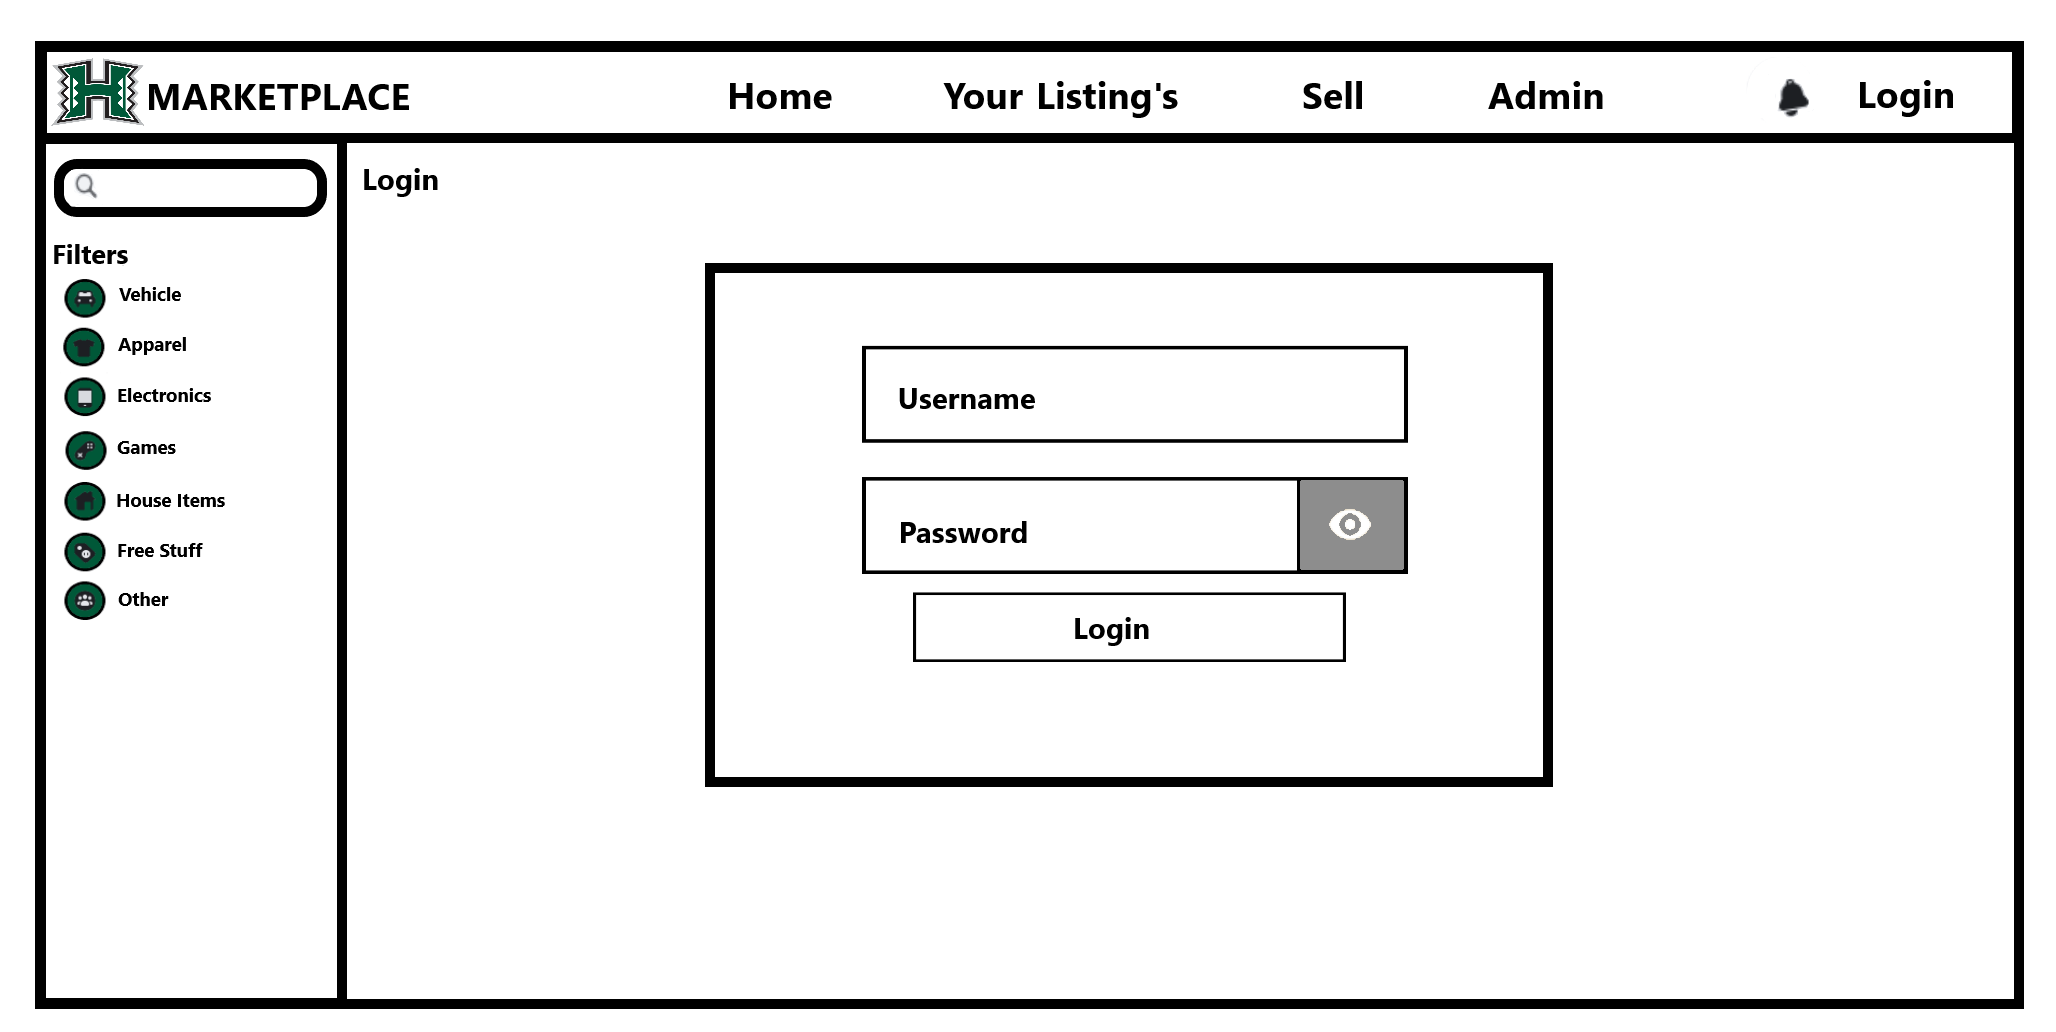 H MARKETPLACE
Home
Your Listing's
Sell
Admin
Login
Filters
Vehicle
Apparel
Electronics
Games
House Items
Free Stuff
Other
Login
Username
Password
Login